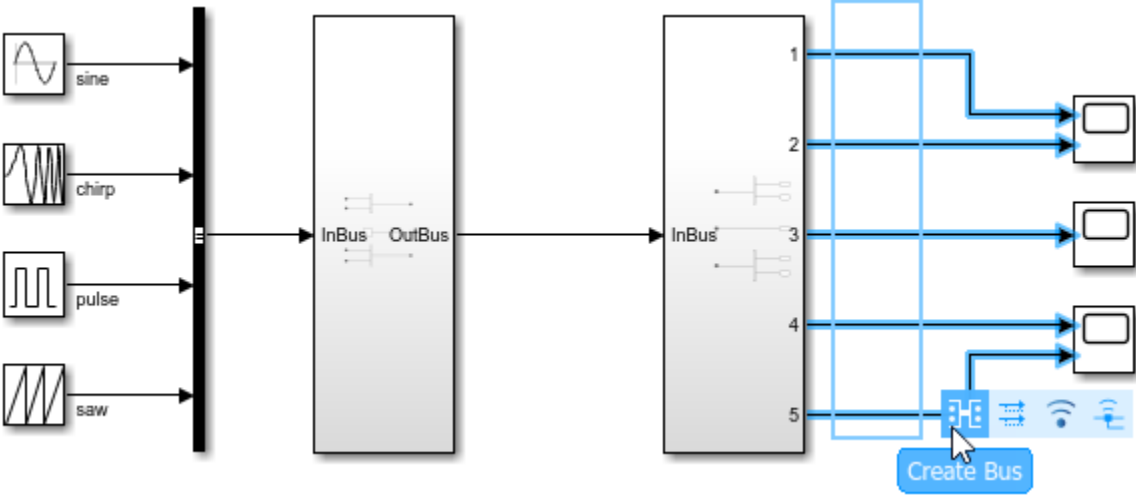 sine
chirp
pulse
saw
InBus
OutBus
InBus
1
2
3
4
5
Create Bus